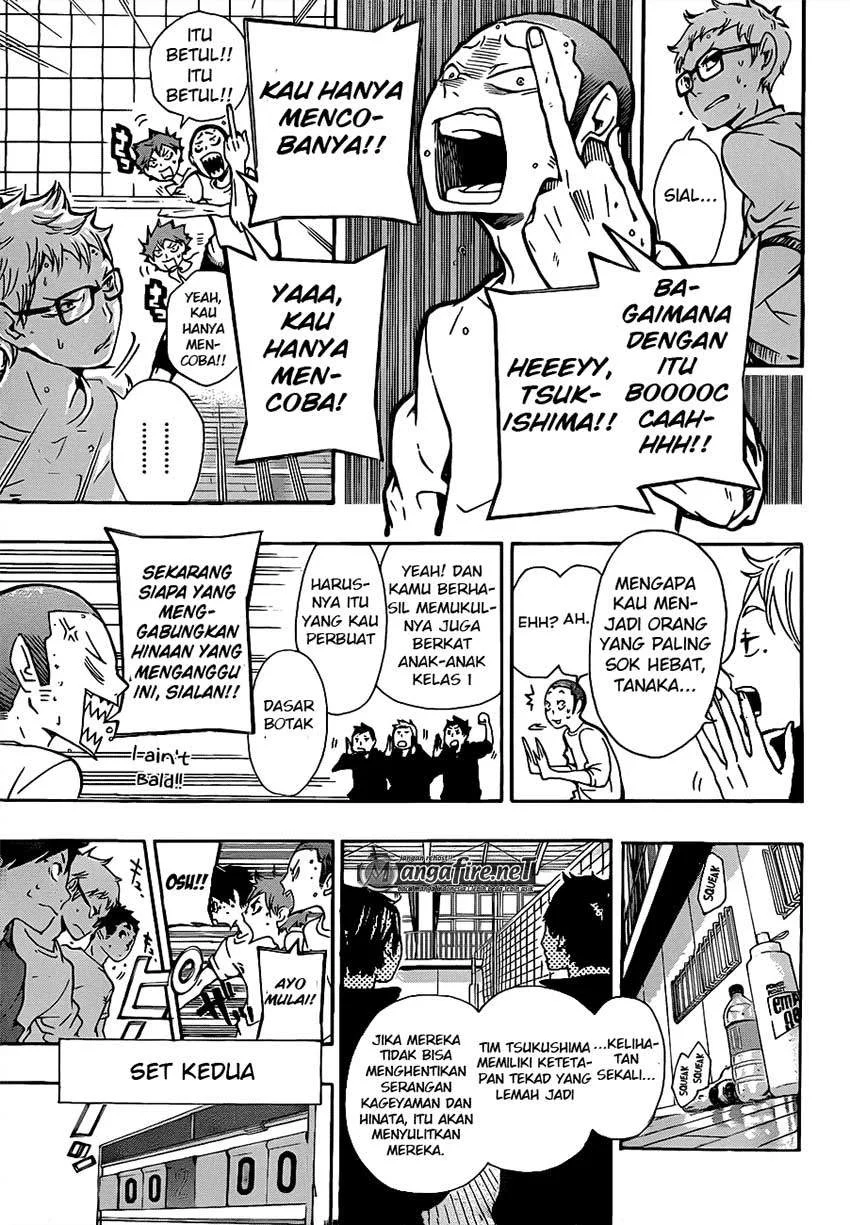 SIAL...
BA-
GAIMANA
DENGAN
ITU
BOOOOC
CAAH-
HHH!!
HEEEYY,
TSUK-
ISHIMA!!
KAU HANYA
MENCO-
BANYA!!
YAAA,
KAU
HANYA
MEN-
COBA!
ITU
BETUL!!
ITU
BETUL!!
YEAH,
KAU
HANYA
MEN-
COBA!!
MENGAPA
KAU MEN-
JADI ORANG
YANG PALING
SOK HEBAT,
TANAKA...
EHH? AH.
YEAH! DAN
KAMU BERHA-
SIL MEMUKUL-
NYA JUGA
BERKAT
ANAK-ANAK
KELAS 1
HARUS-
NYA ITU
YANG KAU
PERBUAT
DASAR
BOTAK
SEKARANG
SIAPA YANG
MENG-
GABUNGKAN
HINAAN YANG
MENGANGGU
INI, SIALAN!!
I ain't
Bald!!
SQUEAK
SQUEAK
SQUEAK
...KELIHA-
TAN
SEKALI...
TIM TSUKUSHIMA
MEMILIKI KETETA-
PAN TEKAD YANG
LEMAH JADI
JIKA MEREKA
TIDAK BISA
MENGHENTIKAN
SERANGAN
KAGEYAMAN DAN
HINATA, ITU AKAN
MENYULITKAN
MEREKA.
Mangafire.neT
OSU!!
AYO
MULAI!
SET KEDUA
00 2 00